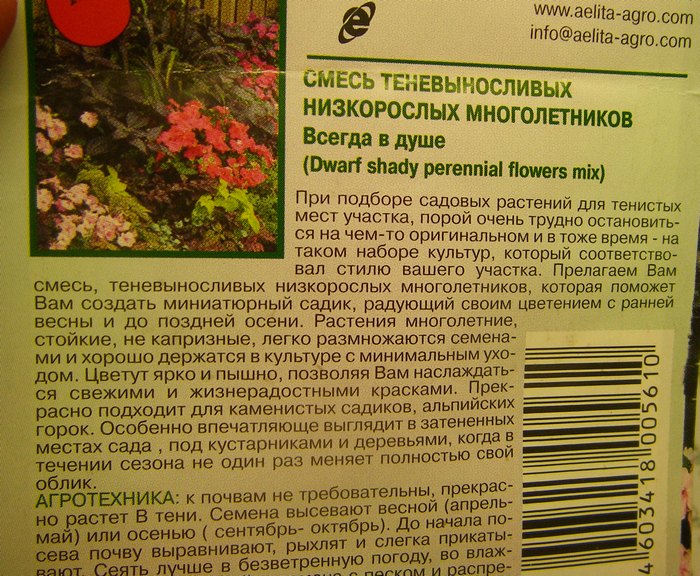 www.aelita-agro.com
info@aelita-agro.com
СМЕСЬ ТЕНЕВЫНОСЛИВЫХ
НИЗКОРОСЛЫХ МНОГОЛЕТНИКОВ
Всегда в душе
(Dwarf shady perennial flowers mix)
При подборе садовых растений для тенистых
мест участка, порой очень трудно остановить-
ся на чем-то оригинальном и в тоже время - на
таком наборе культур, который соответство-
вал стилю вашего участка. Прелагаем Вам
смесь, теневыносливых низкорослых многолетников, которая поможет
Вам создать миниатюрный садик, радующий своим цветением с ранней
весны и до поздней осени. Растения многолетние,
стойкие, не капризные, легко размножаются семена-
ми и хорошо держатся в культуре с минимальным ухо-
дом. Цветут ярко и пышно, позволяя Вам наслаждать-
ся свежими и жизнерадостными красками. Прек-
расно подходит для каменистых садиков, альпийских
горок. Особенно впечатляюще выглядит в затененных
местах сада , под кустарниками и деревьями, когда в
течении сезона не один раз меняет полностью свой
облик.
АГРОТЕХНИКА: к почвам не требовательны, прекрас-
но растет В тени. Семена высевают весной (апрель-
май) или осенью ( сентябрь- октябрь). До начала по-
сева почву выравнивают, рыхлят и слегка прикаты-
вают. Сеять лучше в безветренную погоду, во влаж-
с песком и распре-
4 603418 005610